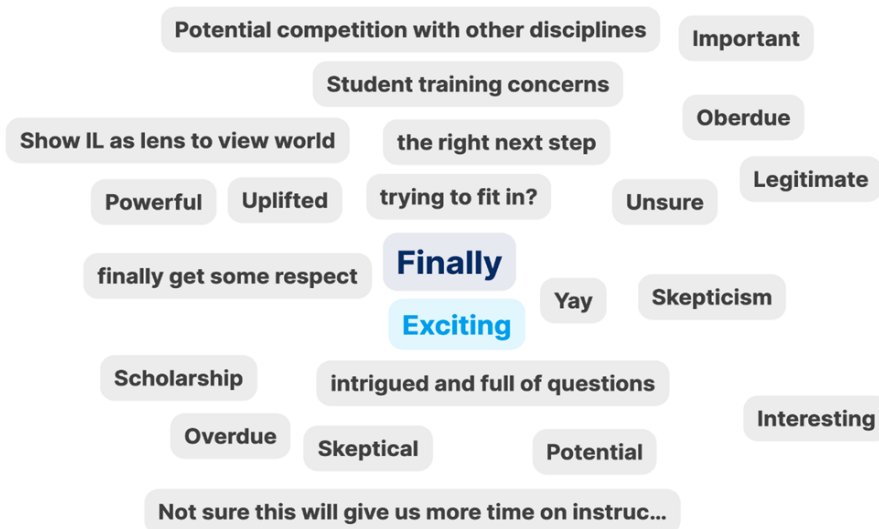 Potential competition with other disciplines
Important
Student training concerns
Oberdue
Show IL as lens to view world
the right next step
Legitimate
Powerful
Uplifted
trying to fit in?
Unsure
Finally
finally get some respect
Yay
Skepticism
Exciting
Scholarship
intrigued and full of questions
Interesting
Overdue
Skeptical
Potential
Not sure this will give us more time on instruc...